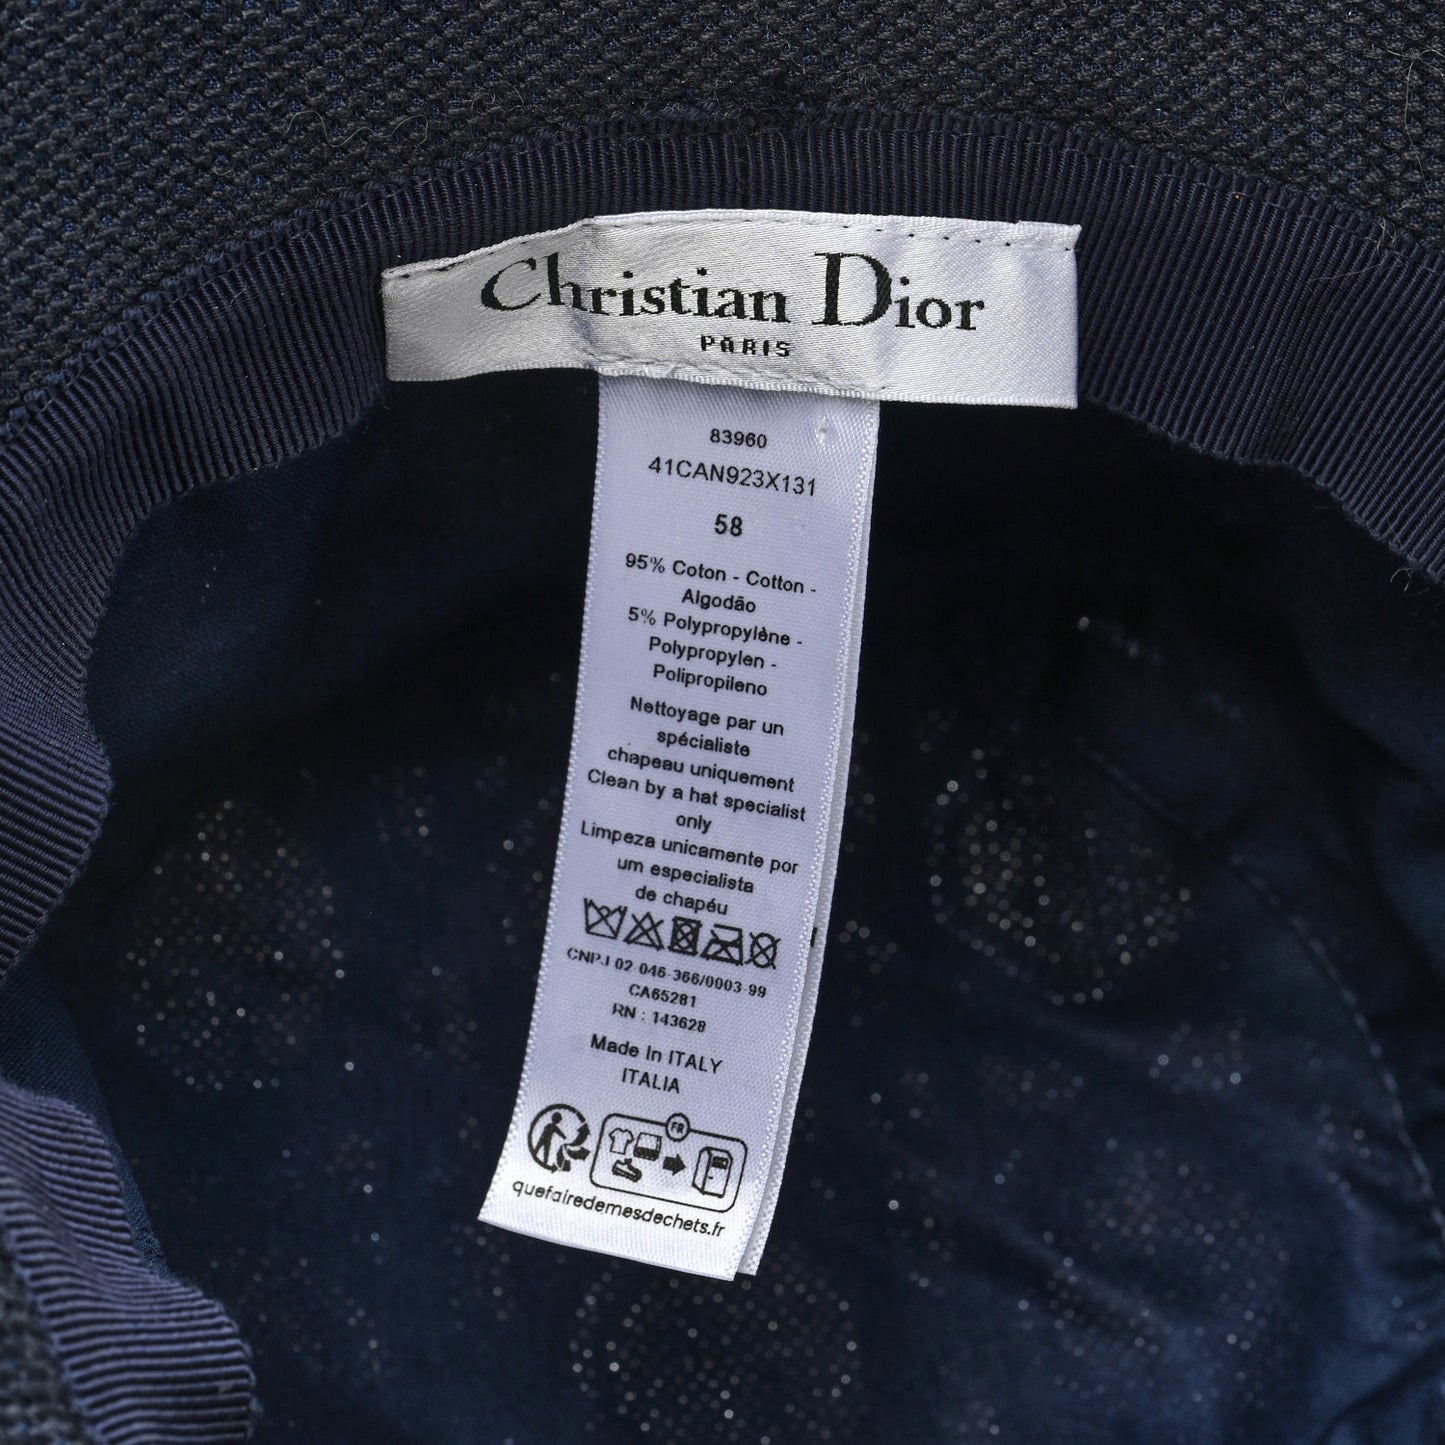 Christian Dior
PARIS
83960
41CAN923X131
58
95% Coton - Cotton -
Algodão
5% Polypropylène -
Polypropylen -
Polipropileno
Nettoyage par un
spécialiste
chapeau uniquement
Clean by a hat specialist
only
Limpeza unicamente por
um especialista
de chapéu
CNPJ 02-046-366/0003-99
CA65281
RN : 143628
Made In ITALY
ITALIA
FR
quefairedemesdechets.fr